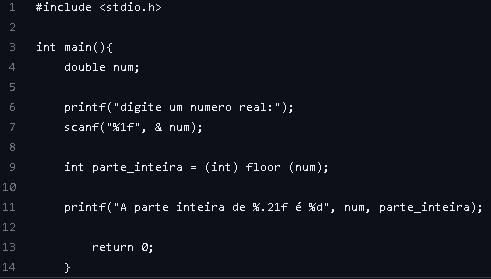 1 #include <stdio.h>
2
3 int main(){
4 double num;
5
6 printf("digite um numero real:");
7 scanf("%1f", & num);
8
9 int parte_inteira = (int) floor (num);
10
11 printf("A parte inteira de %.21f é %d", num, parte_inteira);
12
13 return 0;
14 }